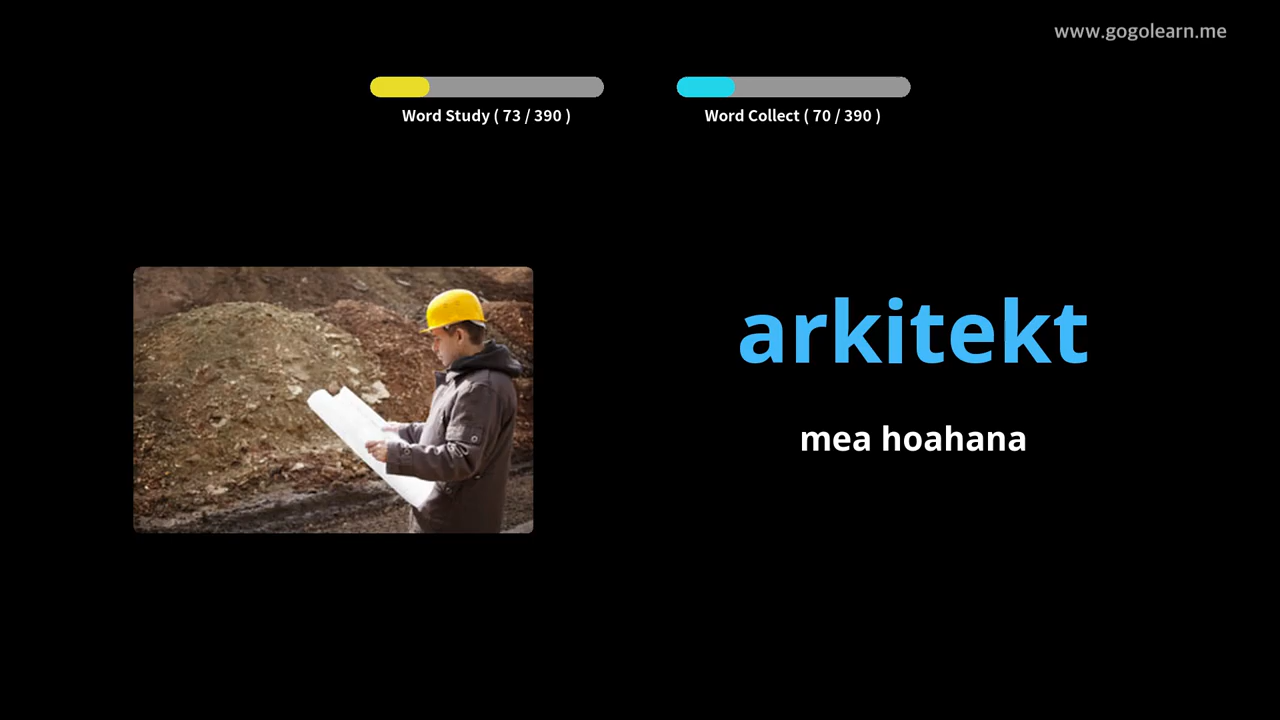 www.gogolearn.me
Word Study ( 73 / 390 )
Word Collect ( 70 / 390 )
arkitekt
mea hoahana